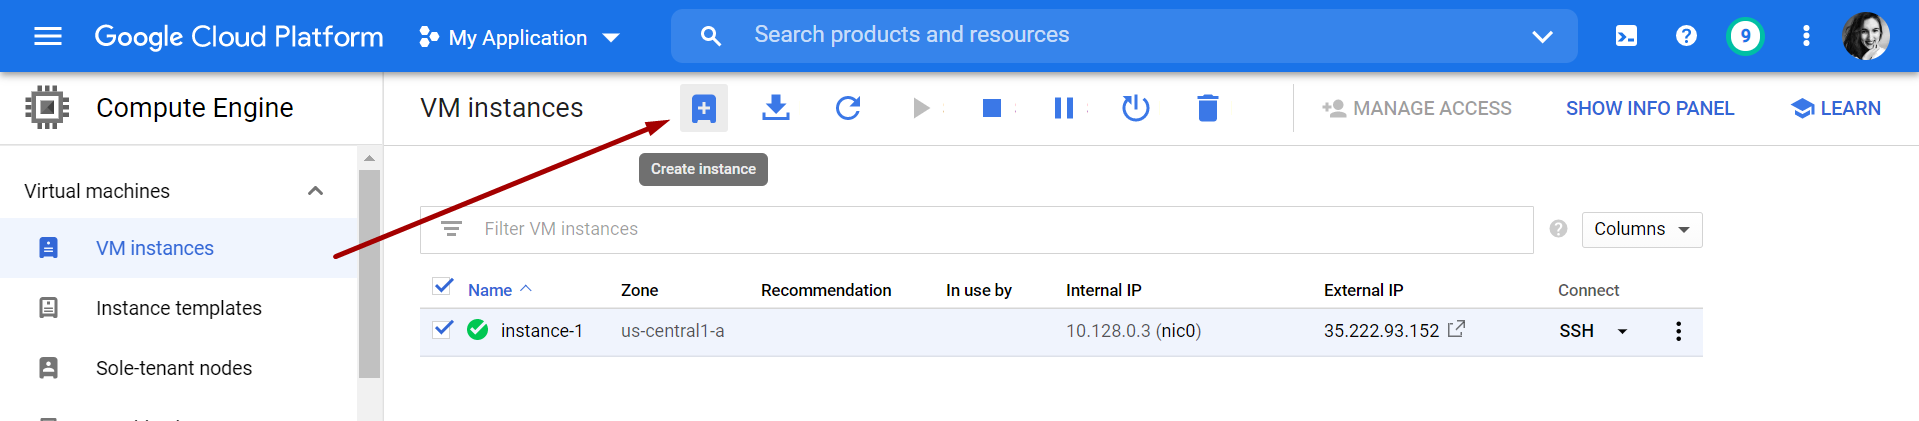 Google Cloud Platform My Application Search products and resources 9
Compute Engine VM instances MANAGE ACCESS SHOW INFO PANEL LEARN
Create instance
Virtual machines
VM instances
Instance templates
Sole-tenant nodes
Filter VM instances Columns
Name Zone Recommendation In use by Internal IP External IP Connect
instance-1 us-central1-a 10.128.0.3 (nic0) 35.222.93.152 SSH